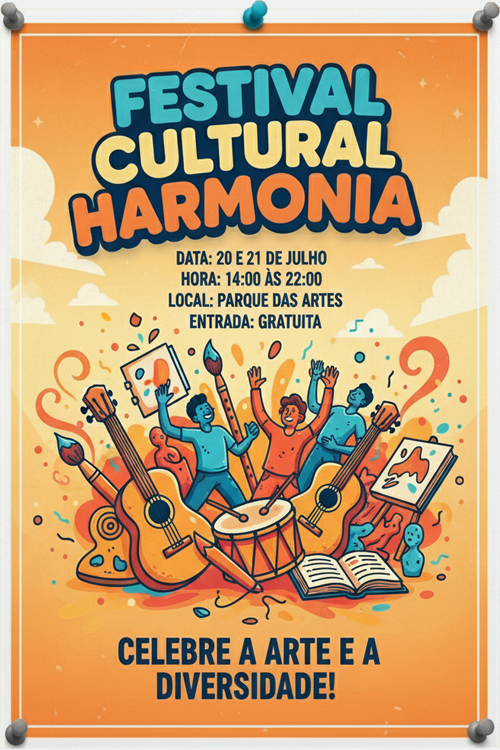 FESTIVAL
CULTURAL
HARMONIA
DATA: 20 E 21 DE JULHO
HORA: 14:00 ÀS 22:00
LOCAL: PARQUE DAS ARTES
ENTRADA: GRATUITA
CELEBRE A ARTE E A
DIVERSIDADE!